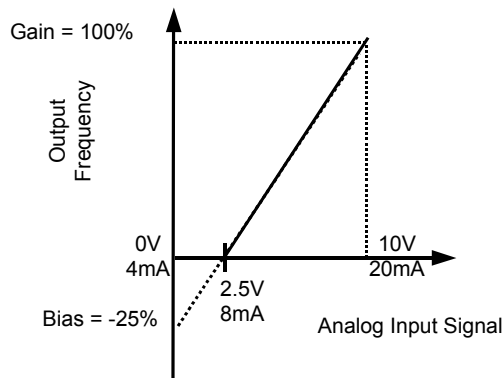 Gain = 100%
Output
Frequency
0V
4mA
10V
20mA
2.5V
8mA
Bias = -25%
Analog Input Signal